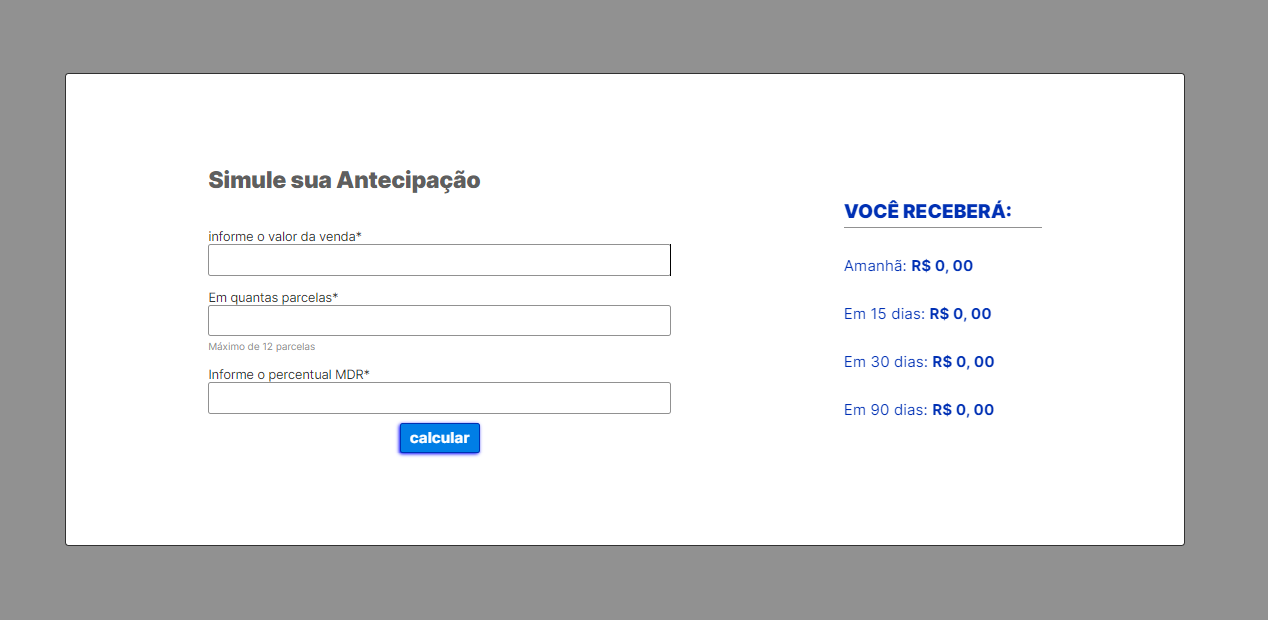 Simule sua Antecipação
informe o valor da venda*
Em quantas parcelas*
Máximo de 12 parcelas
Informe o percentual MDR*
calcular
VOCÊ RECEBERÁ:
Amanhã: R$ 0, 00
Em 15 dias: R$ 0, 00
Em 30 dias: R$ 0, 00
Em 90 dias: R$ 0, 00